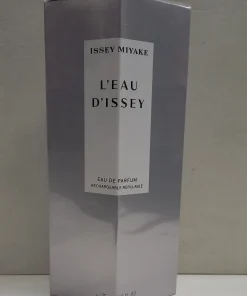 ISSEY MIYAKE
L'EAU
D'ISSEY
EAU DE PARFUM
RECHARGEABLE REFILLABLE